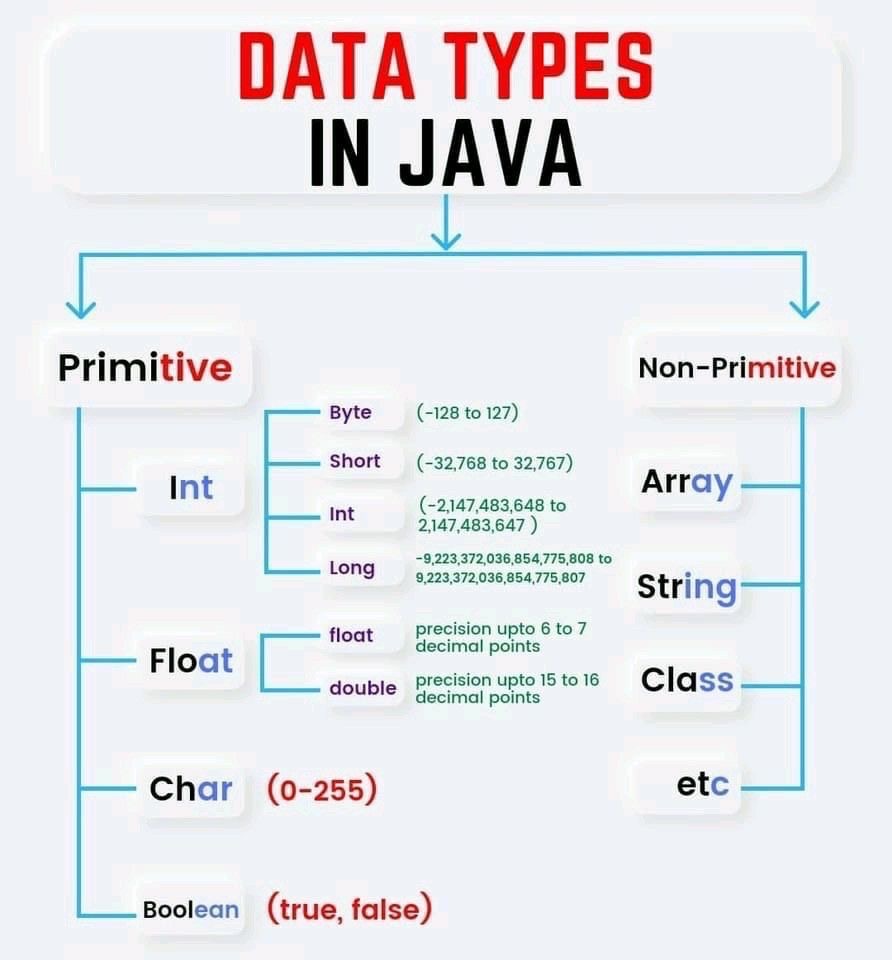 DATA TYPES
IN JAVA
Primitive
Int
Byte (-128 to 127)
Short (-32,768 to 32,767)
Int (-2,147,483,648 to
2,147,483,647 )
Long -9,223,372,036,854,775,808 to
9,223,372,036,854,775,807
Float
float precision upto 6 to 7
decimal points
double precision upto 15 to 16
decimal points
Char (0-255)
Boolean (true, false)
Non-Primitive
Array
String
Class
etc